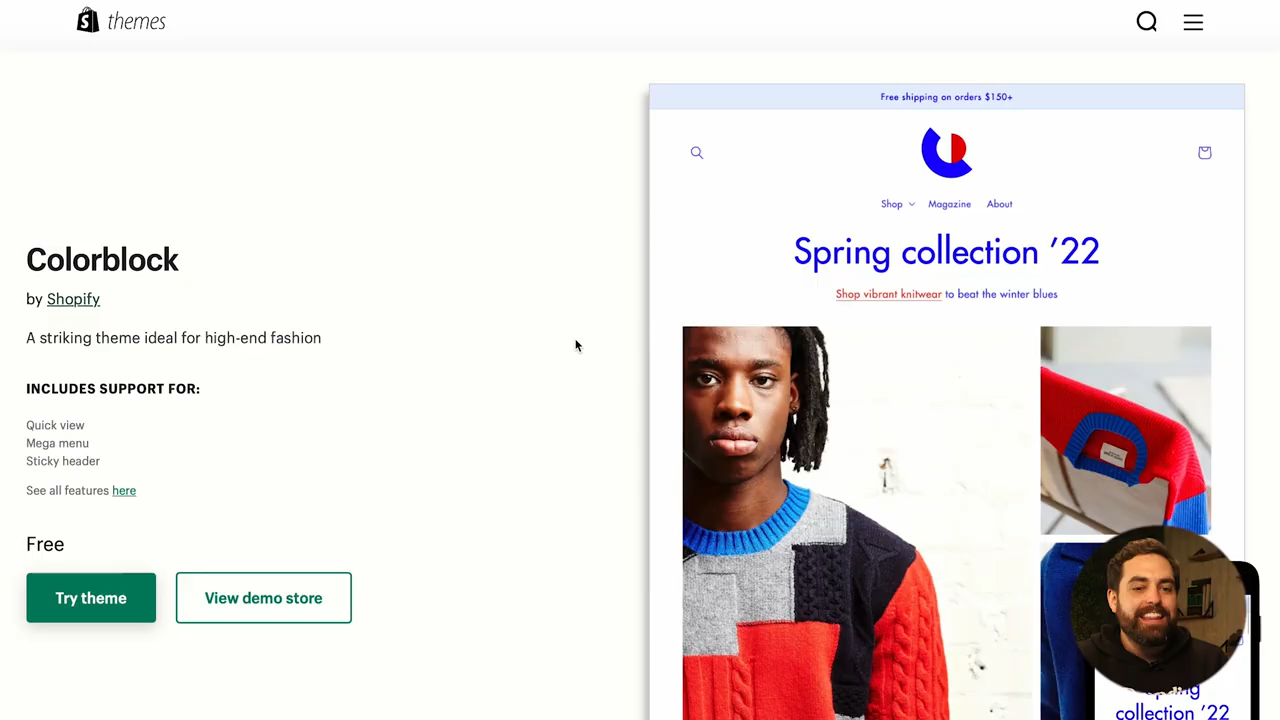 themes
Colorblock
by Shopify
A striking theme ideal for high-end fashion
INCLUDES SUPPORT FOR:
Quick view
Mega menu
Sticky header
See all features here
Free
Try theme
View demo store
Free shipping on orders $150+
Shop
Magazine
About
Spring collection ’22
Shop vibrant knitwear to beat the winter blues
collection ’22